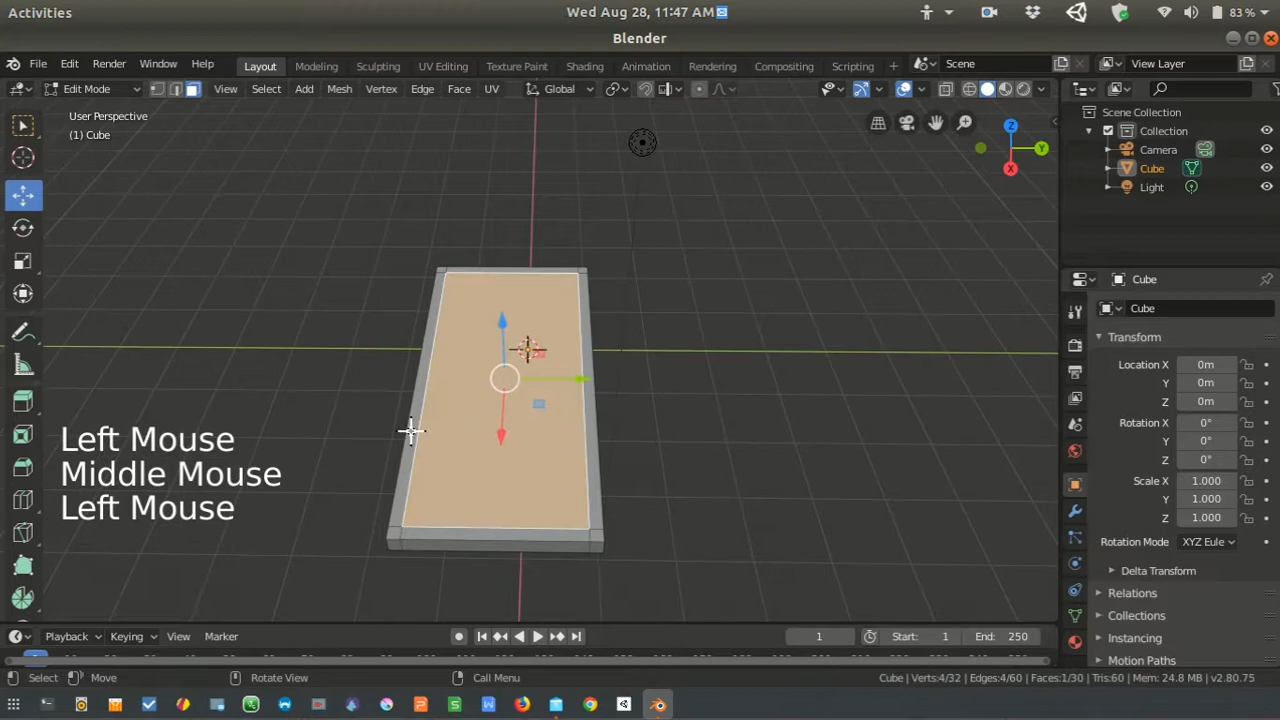 Activities
Wed Aug 28, 11:47 AM
83 %
Blender
File Edit Render Window Help
Layout Modeling Sculpting UV Editing Texture Paint Shading Animation Rendering Compositing Scripting +
Scene
View Layer
Edit Mode
View Select Add Mesh Vertex Edge Face UV
Global
User Perspective
(1) Cube
Z
Y
X
Scene Collection
Collection
Camera
Cube
Light
Cube
Cube
Transform
Location X 0m
Y 0m
Z 0m
Rotation X 0°
Y 0°
Z 0°
Scale X 1.000
Y 1.000
Z 1.000
Rotation Mode XYZ Eule
Delta Transform
Relations
Collections
Instancing
Motion Paths
Left Mouse
Middle Mouse
Left Mouse
Playback Keying View Marker
1
Start: 1
End: 250
Select
Move
Rotate View
Call Menu
Cube | Verts:4/32 | Edges:4/60 | Faces:1/30 | Tris:60 | Mem: 24.8 MB | v2.80.75